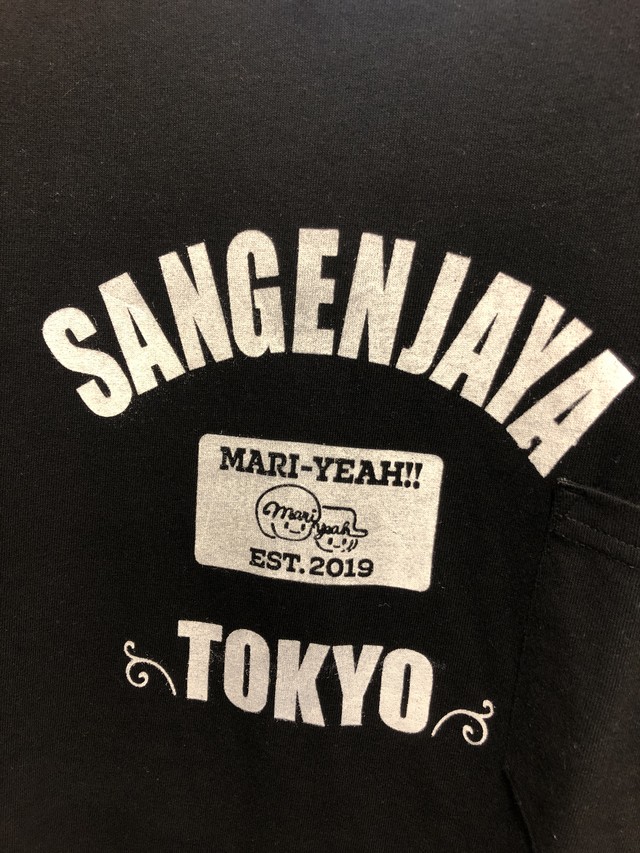 SANGENJAYA
MARI-YEAH!!
Mari
yeah
EST.2019
TOKYO